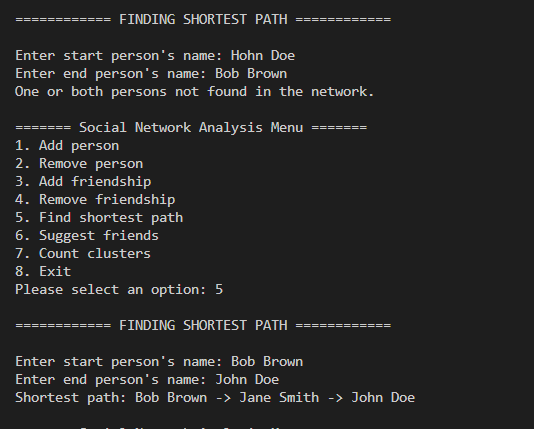 ============ FINDING SHORTEST PATH ============
Enter start person's name: Hohn Doe
Enter end person's name: Bob Brown
One or both persons not found in the network.
======= Social Network Analysis Menu =======
1. Add person
2. Remove person
3. Add friendship
4. Remove friendship
5. Find shortest path
6. Suggest friends
7. Count clusters
8. Exit
Please select an option: 5
============ FINDING SHORTEST PATH ============
Enter start person's name: Bob Brown
Enter end person's name: John Doe
Shortest path: Bob Brown -> Jane Smith -> John Doe